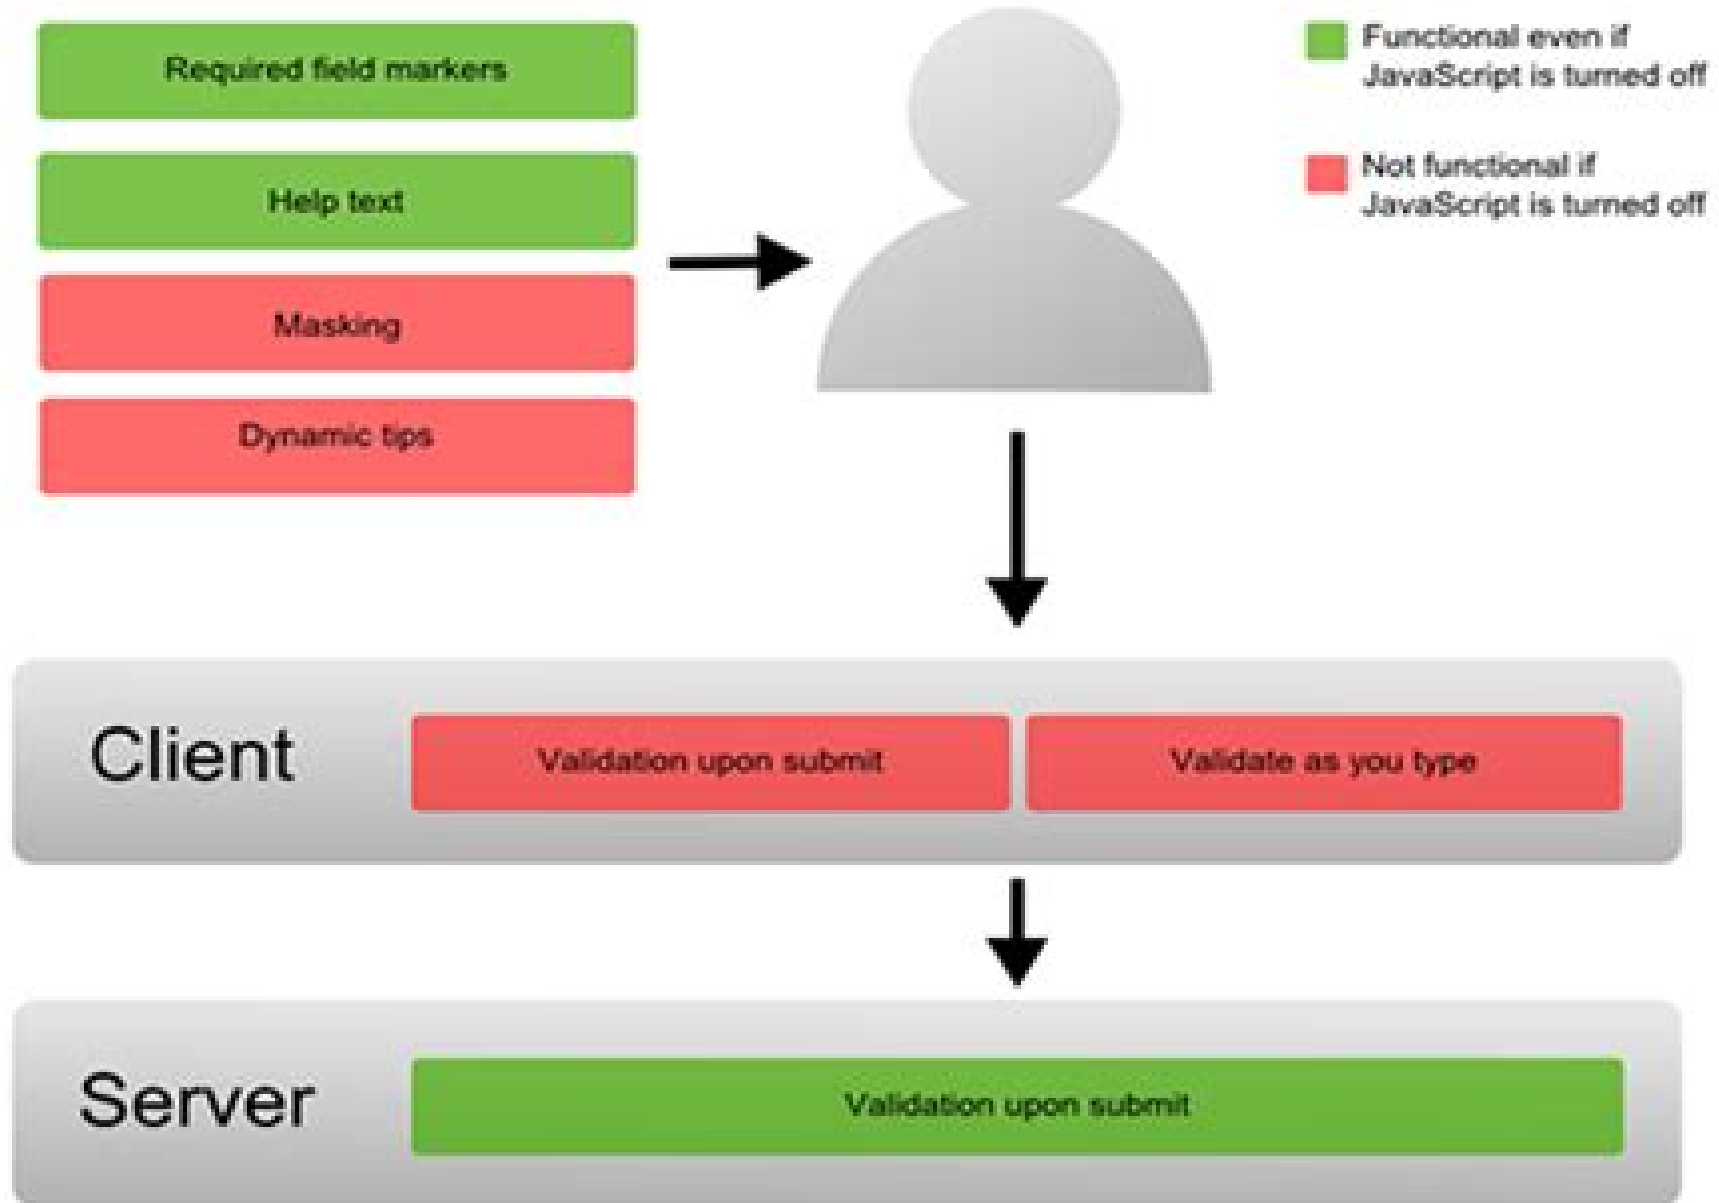 Required field markers
Help text
Masking
Dynamic tips
Functional even if
JavaScript is turned off
Not functional if
JavaScript is turned off
Client
Validation upon submit
Validate as you type
Server
Validation upon submit